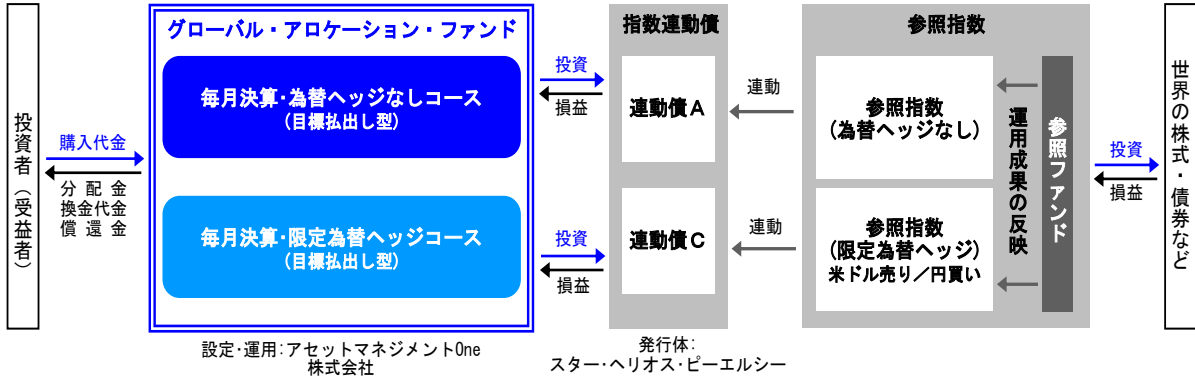 投資者（受益者）
購入代金
分配金
換金代金
償還金
グローバル・アロケーション・ファンド
毎月決算・為替ヘッジなしコース
(目標払出し型)
毎月決算・限定為替ヘッジコース
(目標払出し型)
設定・運用：アセットマネジメントOne
株式会社
投資
損益
投資
損益
指数連動債
連動債A
連動債C
発行体：
スター・ヘリオス・ピーエルシー
連動
連動
参照指数
参照指数
(為替ヘッジなし)
参照指数
(限定為替ヘッジ)
米ドル売り／円買い
運用成果の反映
参照ファンド
投資
損益
世界の株式・債券など